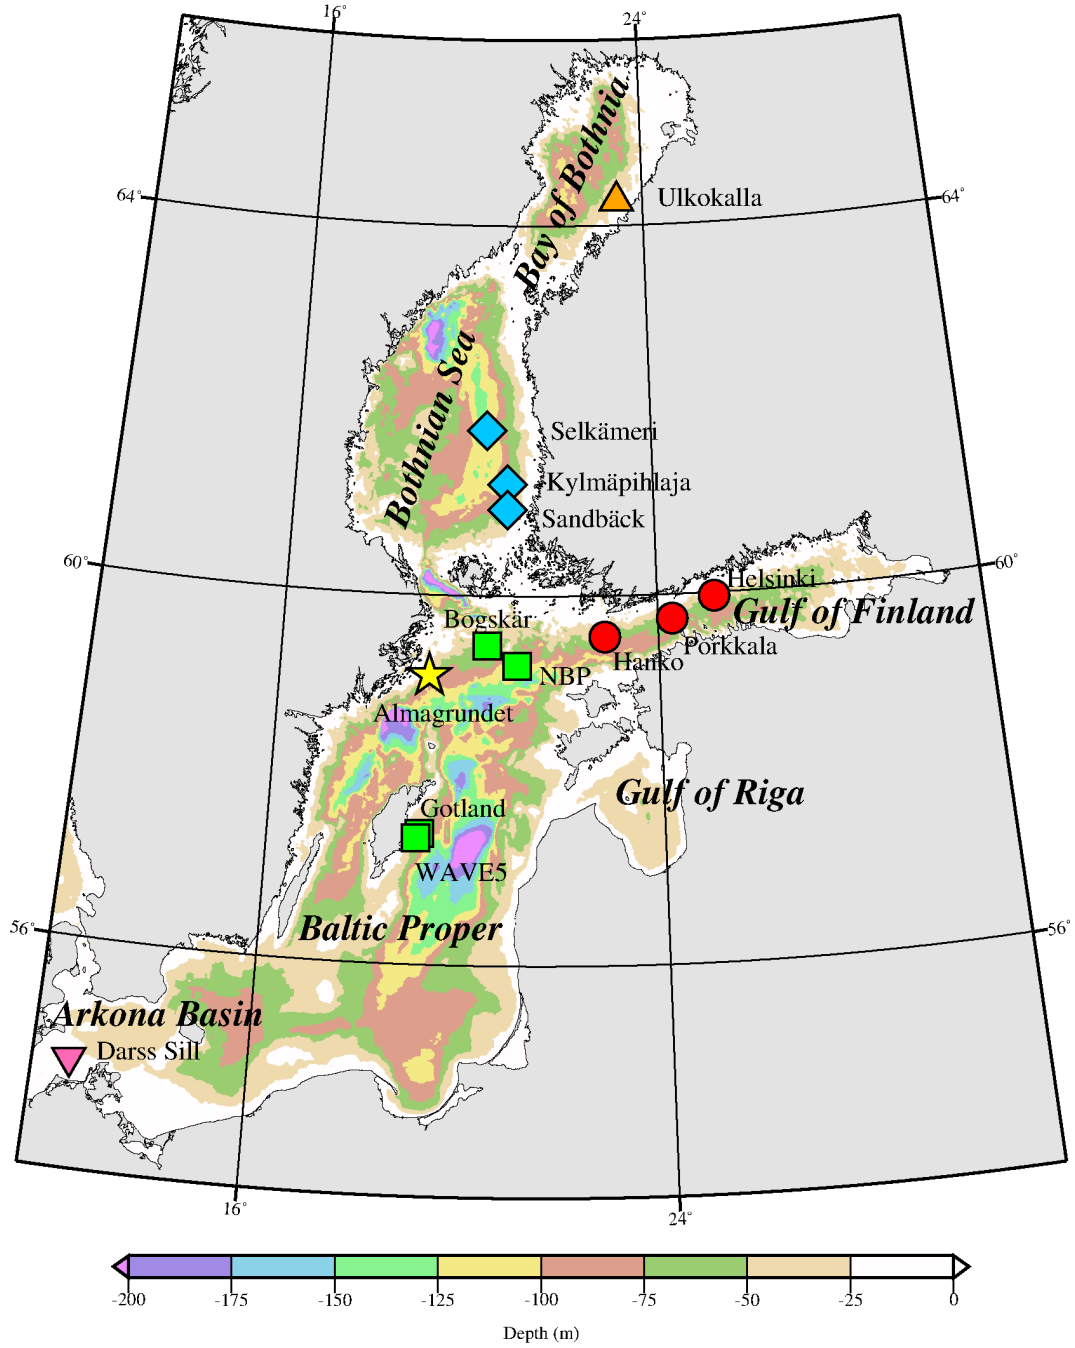 16°
24°
Bay of Bothnia
64°
Ulkokalla
64°
Bothnian Sea
Selkämeri
Kylmäpihlaja
Sandbäck
60°
60°
Helsinki
Gulf of Finland
Bogskär
Porkkala
Hanko
NBP
Almagrundet
Gulf of Riga
Gotland
WAVE5
56°
Baltic Proper
56°
Arkona Basin
Darss Sill
16°
24°
-200 -175 -150 -125 -100 -75 -50 -25 0
Depth (m)